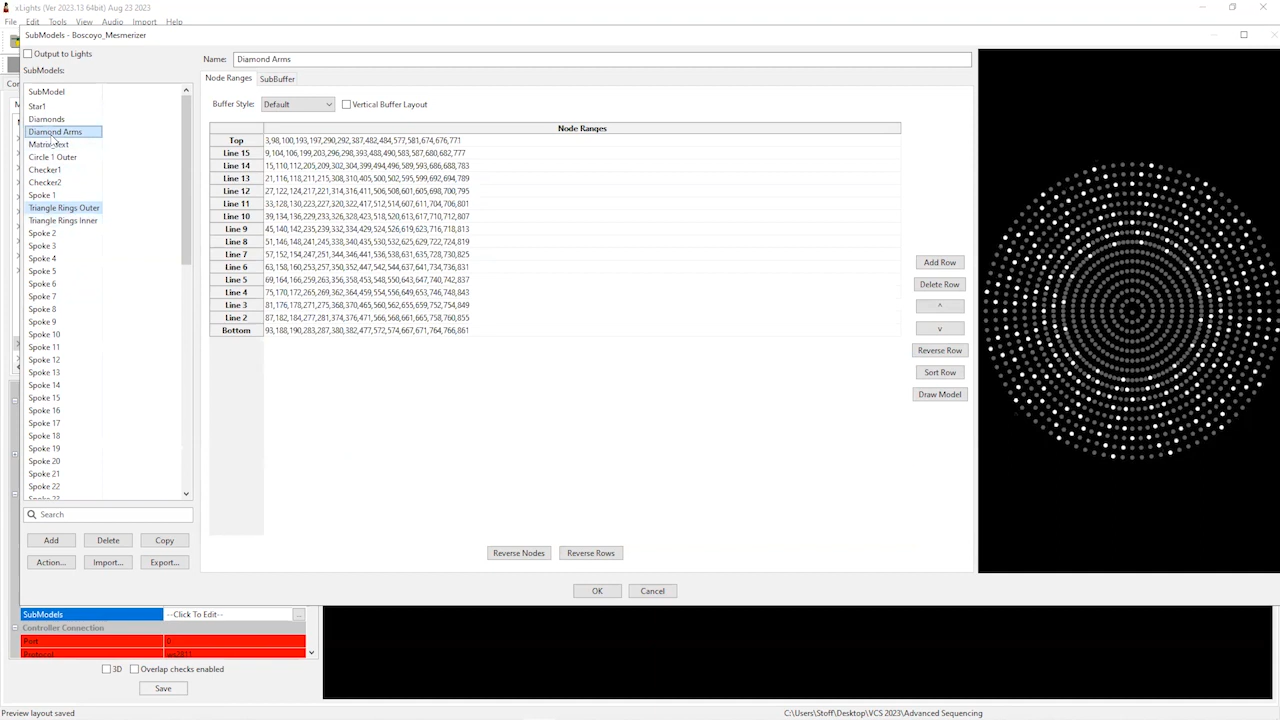 xLights (Ver 2023.13 64bit) Aug 23 2023
File Edit Tools View Audio Import Help
SubModels - Boscoyo_Mesmerizer
Output to Lights
SubModels:
Name: Diamond Arms
Node Ranges SubBuffer
Buffer Style: Default Vertical Buffer Layout
SubModel
Star1
Diamonds
Diamond Arms
Circle 1 Outer
Checker1
Checker2
Spoke 1
Triangle Rings Outer
Triangle Rings Inner
Spoke 2
Spoke 3
Spoke 4
Spoke 5
Spoke 6
Spoke 7
Spoke 8
Spoke 9
Spoke 10
Spoke 11
Spoke 12
Spoke 13
Spoke 14
Spoke 15
Spoke 16
Spoke 17
Spoke 18
Spoke 19
Spoke 20
Spoke 21
Spoke 22
Search
Add Delete Copy
Action... Import... Export...
Node Ranges
Top 3,98,100,193,197,290,292,387,482,484,577,581,674,676,771
Line 15 9,104,106,199,203,296,298,393,488,490,583,587,680,682,777
Line 14 15,110,112,205,209,302,304,399,494,496,589,593,686,688,783
Line 13 21,116,118,211,215,308,310,405,500,502,595,599,692,694,789
Line 12 27,122,124,217,221,314,316,411,506,508,601,605,698,700,795
Line 11 33,128,130,223,227,320,322,417,512,514,607,611,704,706,801
Line 10 39,134,136,229,233,326,328,423,518,520,613,617,710,712,807
Line 9 45,140,142,235,239,332,334,429,524,526,619,623,716,718,813
Line 8 51,146,148,241,245,338,340,435,530,532,625,629,722,724,819
Line 7 57,152,154,247,251,344,346,441,536,538,631,635,728,730,825
Line 6 63,158,160,253,257,350,352,447,542,544,637,641,734,736,831
Line 5 69,164,166,259,263,356,358,453,548,550,643,647,740,742,837
Line 4 75,170,172,265,269,362,364,459,554,556,649,653,746,748,843
Line 3 81,176,178,271,275,368,370,465,560,562,655,659,752,754,849
Line 2 87,182,184,277,281,374,376,471,566,568,661,665,758,760,855
Bottom 93,188,190,283,287,380,382,477,572,574,667,671,764,766,861
Add Row
Delete Row
^
v
Reverse Row
Sort Row
Draw Model
Reverse Nodes Reverse Rows
OK Cancel
SubModels --Click To Edit-- ...
Controller Connection
Port 0
Protocol ws2811
3D Overlap checks enabled
Save
Preview layout saved C:\Users\Stoff\Desktop\VCS 2023\Advanced Sequencing